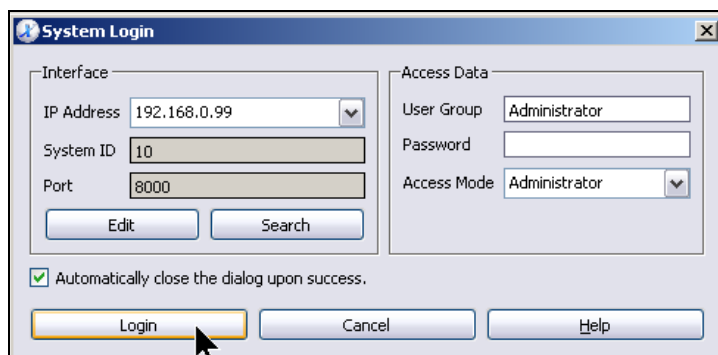 System Login
Interface
IP Address 192.168.0.99
System ID 10
Port 8000
Edit Search
Access Data
User Group Administrator
Password
Access Mode Administrator
Automatically close the dialog upon success.
Login Cancel Help